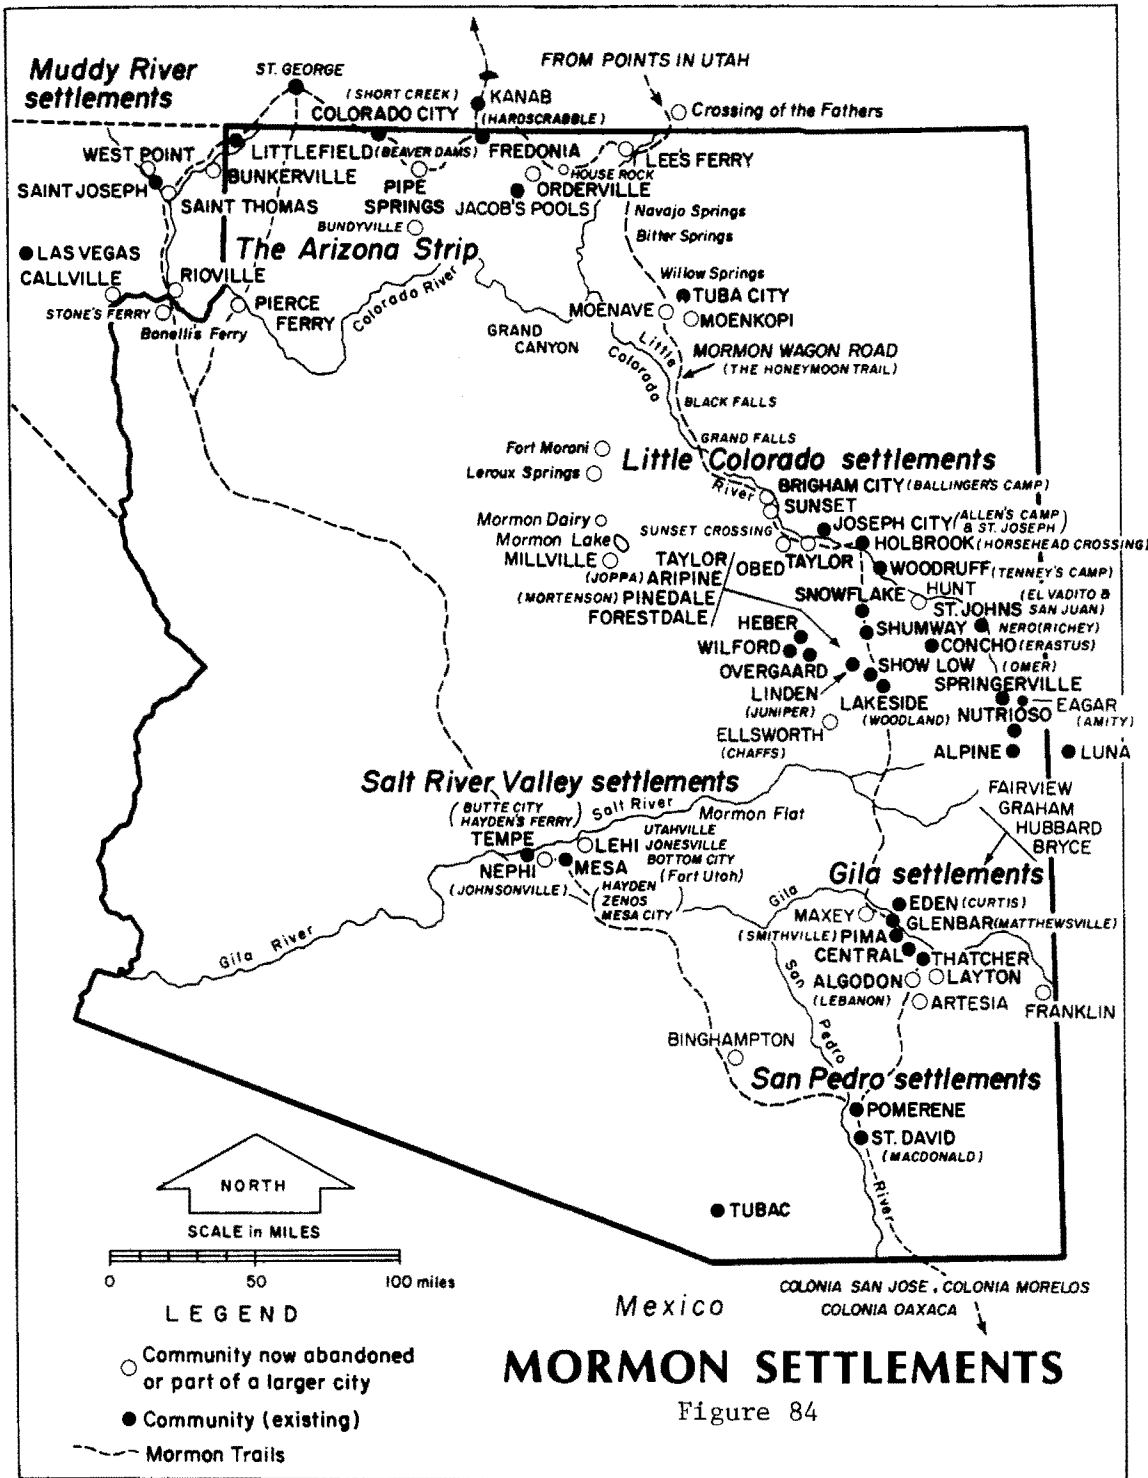 FROM POINTS IN UTAH
Muddy River
settlements
ST. GEORGE
(SHORT CREEK)
COLORADO CITY
KANAB
(HARDSCRABBLE)
Crossing of the Fathers
WEST POINT
LITTLEFIELD (BEAVER DAMS)
FREDONIA
LEE'S FERRY
SAINT JOSEPH
BUNKERVILLE
PIPE
SPRINGS
HOUSE ROCK
ORDERVILLE
SAINT THOMAS
JACOB'S POOLS
Navajo Springs
BUNDYVILLE
Bitter Springs
LAS VEGAS
The Arizona Strip
CALLVILLE
RIOVILLE
Colorado River
Willow Springs
TUBA CITY
STONE'S FERRY
PIERCE
FERRY
MOENAVE
MOENKOPI
Bonelli's Ferry
GRAND
CANYON
Little
Colorado
MORMON WAGON ROAD
(THE HONEYMOON TRAIL)
BLACK FALLS
GRAND FALLS
Fort Moroni
Little Colorado settlements
Leroux Springs
River
BRIGHAM CITY (BALLINGER'S CAMP)
SUNSET
Mormon Dairy
SUNSET CROSSING
JOSEPH CITY (ALLEN'S CAMP
& ST. JOSEPH)
Mormon Lake
HOLBROOK (HORSEHEAD CROSSING)
MILLVILLE
TAYLOR
OBED
TAYLOR
WOODRUFF (TENNEY'S CAMP)
(JOPPA) ARIPINE
SNOWFLAKE
HUNT
(EL VADITO &
SAN JUAN)
(MORTENSON) PINEDALE
ST. JOHNS
FORESTDALE
HEBER
SHUMWAY
NERO (RICHEY)
WILFORD
CONCHO (ERASTUS)
OVERGAARD
SHOW LOW
(OMER)
LINDEN
(JUNIPER)
SPRINGERVILLE
LAKESIDE
(WOODLAND)
NUTRIOSO
EAGAR
(AMITY)
ELLSWORTH
(CHAFFS)
ALPINE
LUNA
Salt River Valley settlements
FAIRVIEW
GRAHAM
HUBBARD
BRYCE
(BUTTE CITY
HAYDEN'S FERRY)
Salt River
Mormon Flat
TEMPE
LEHI
UTAHVILLE
JONESVILLE
BOTTOM CITY
(Fort Utah)
NEPHI
(JOHNSONVILLE)
MESA
(HAYDEN
ZENOS
MESA CITY)
Gila settlements
Gila
EDEN (CURTIS)
MAXEY
GLENBAR (MATTHEWSVILLE)
(SMITHVILLE) PIMA
Gila River
CENTRAL
THATCHER
San
ALGODON
(LEBANON)
LAYTON
ARTESIA
FRANKLIN
Pedro
BINGHAMPTON
San Pedro settlements
POMERENE
ST. DAVID
(MACDONALD)
River
NORTH
TUBAC
SCALE in MILES
0 50 100 miles
COLONIA SAN JOSE, COLONIA MORELOS
COLONIA OAXACA
Mexico
LEGEND
Community now abandoned
or part of a larger city
Community (existing)
Mormon Trails
MORMON SETTLEMENTS
Figure 84